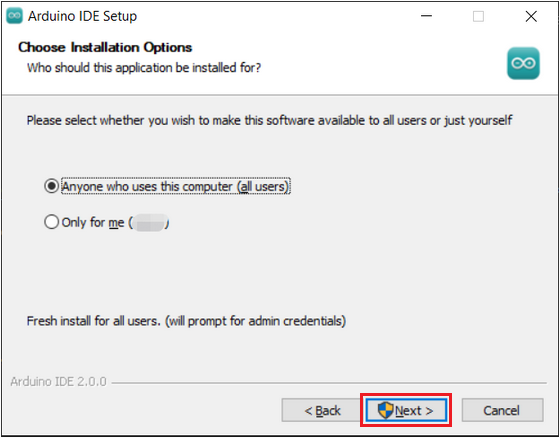 Arduino IDE Setup
Choose Installation Options
Who should this application be installed for?
Please select whether you wish to make this software available to all users or just yourself
Anyone who uses this computer (all users)
Only for me ( )
Fresh install for all users. (will prompt for admin credentials)
Arduino IDE 2.0.0
< Back
Next >
Cancel